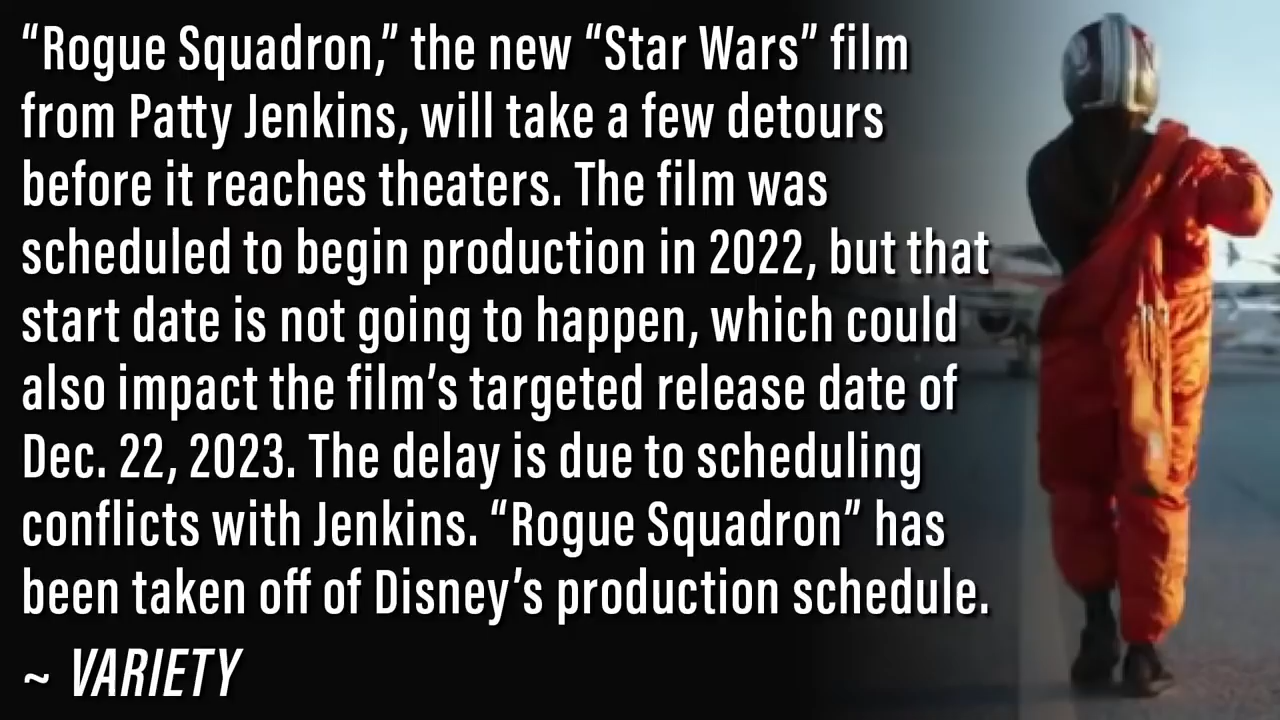 “Rogue Squadron,” the new “Star Wars” film
from Patty Jenkins, will take a few detours
before it reaches theaters. The film was
scheduled to begin production in 2022, but that
start date is not going to happen, which could
also impact the film’s targeted release date of
Dec. 22, 2023. The delay is due to scheduling
conflicts with Jenkins. “Rogue Squadron” has
been taken off of Disney’s production schedule.
~ VARIETY